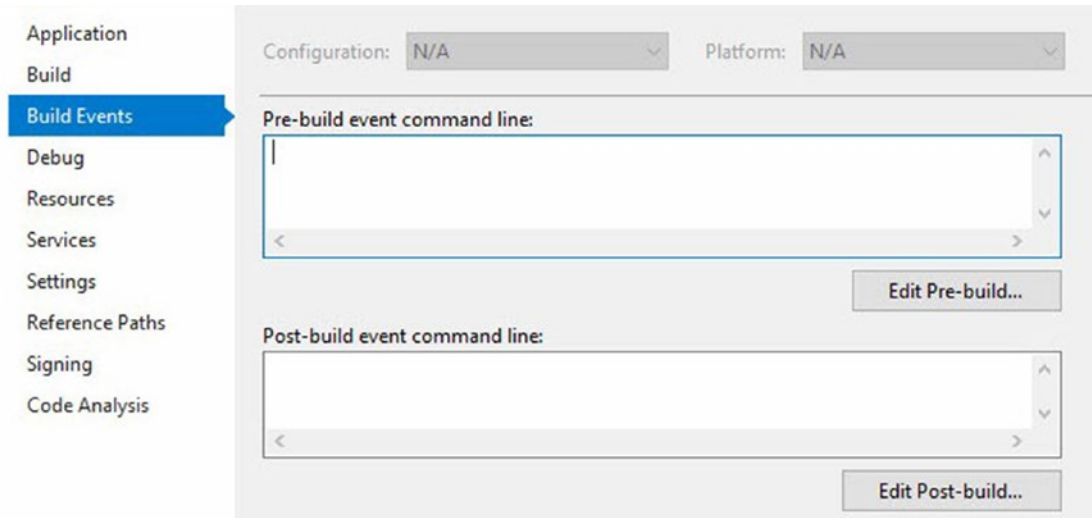 Application
Build
Build Events
Debug
Resources
Services
Settings
Reference Paths
Signing
Code Analysis
Configuration: N/A Platform: N/A
Pre-build event command line:
Edit Pre-build...
Post-build event command line:
Edit Post-build...